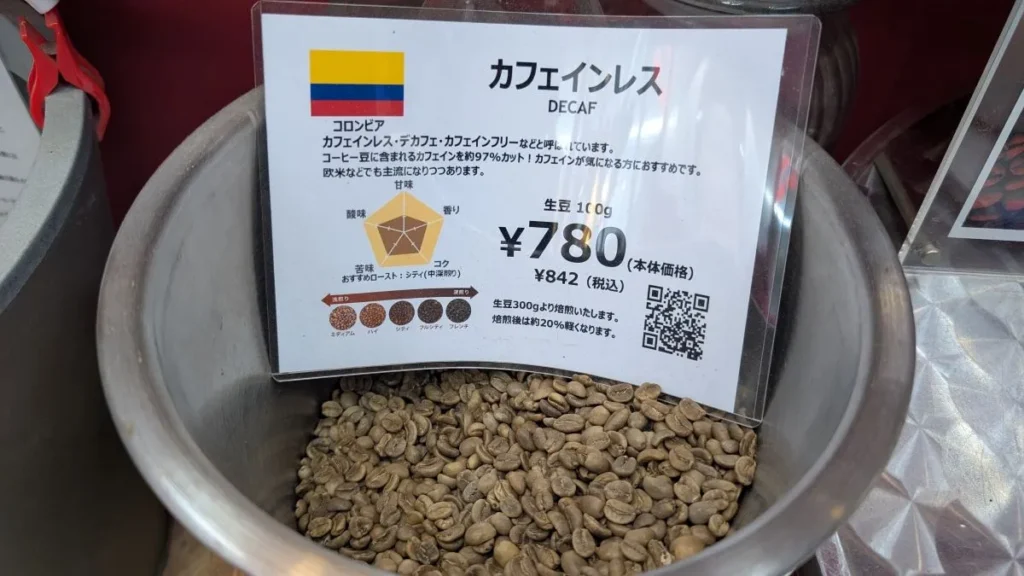 カフェインレス
DECAF
コロンビア
カフェインレス・デカフェ・カフェインフリーなどと呼ばれています。
コーヒー豆に含まれるカフェインを約97%カット！カフェインが気になる方におすすめです。
欧米などでも主流になりつつあります。
甘味
酸味
香り
苦味
コク
おすすめロースト：シティ(中深煎り)
浅煎り
深煎り
ミディアム
ハイ
シティ
フルシティ
フレンチ
生豆 100g
¥780(本体価格)
¥842（税込）
生豆300gより焙煎いたします。
焙煎後は約20%軽くなります。